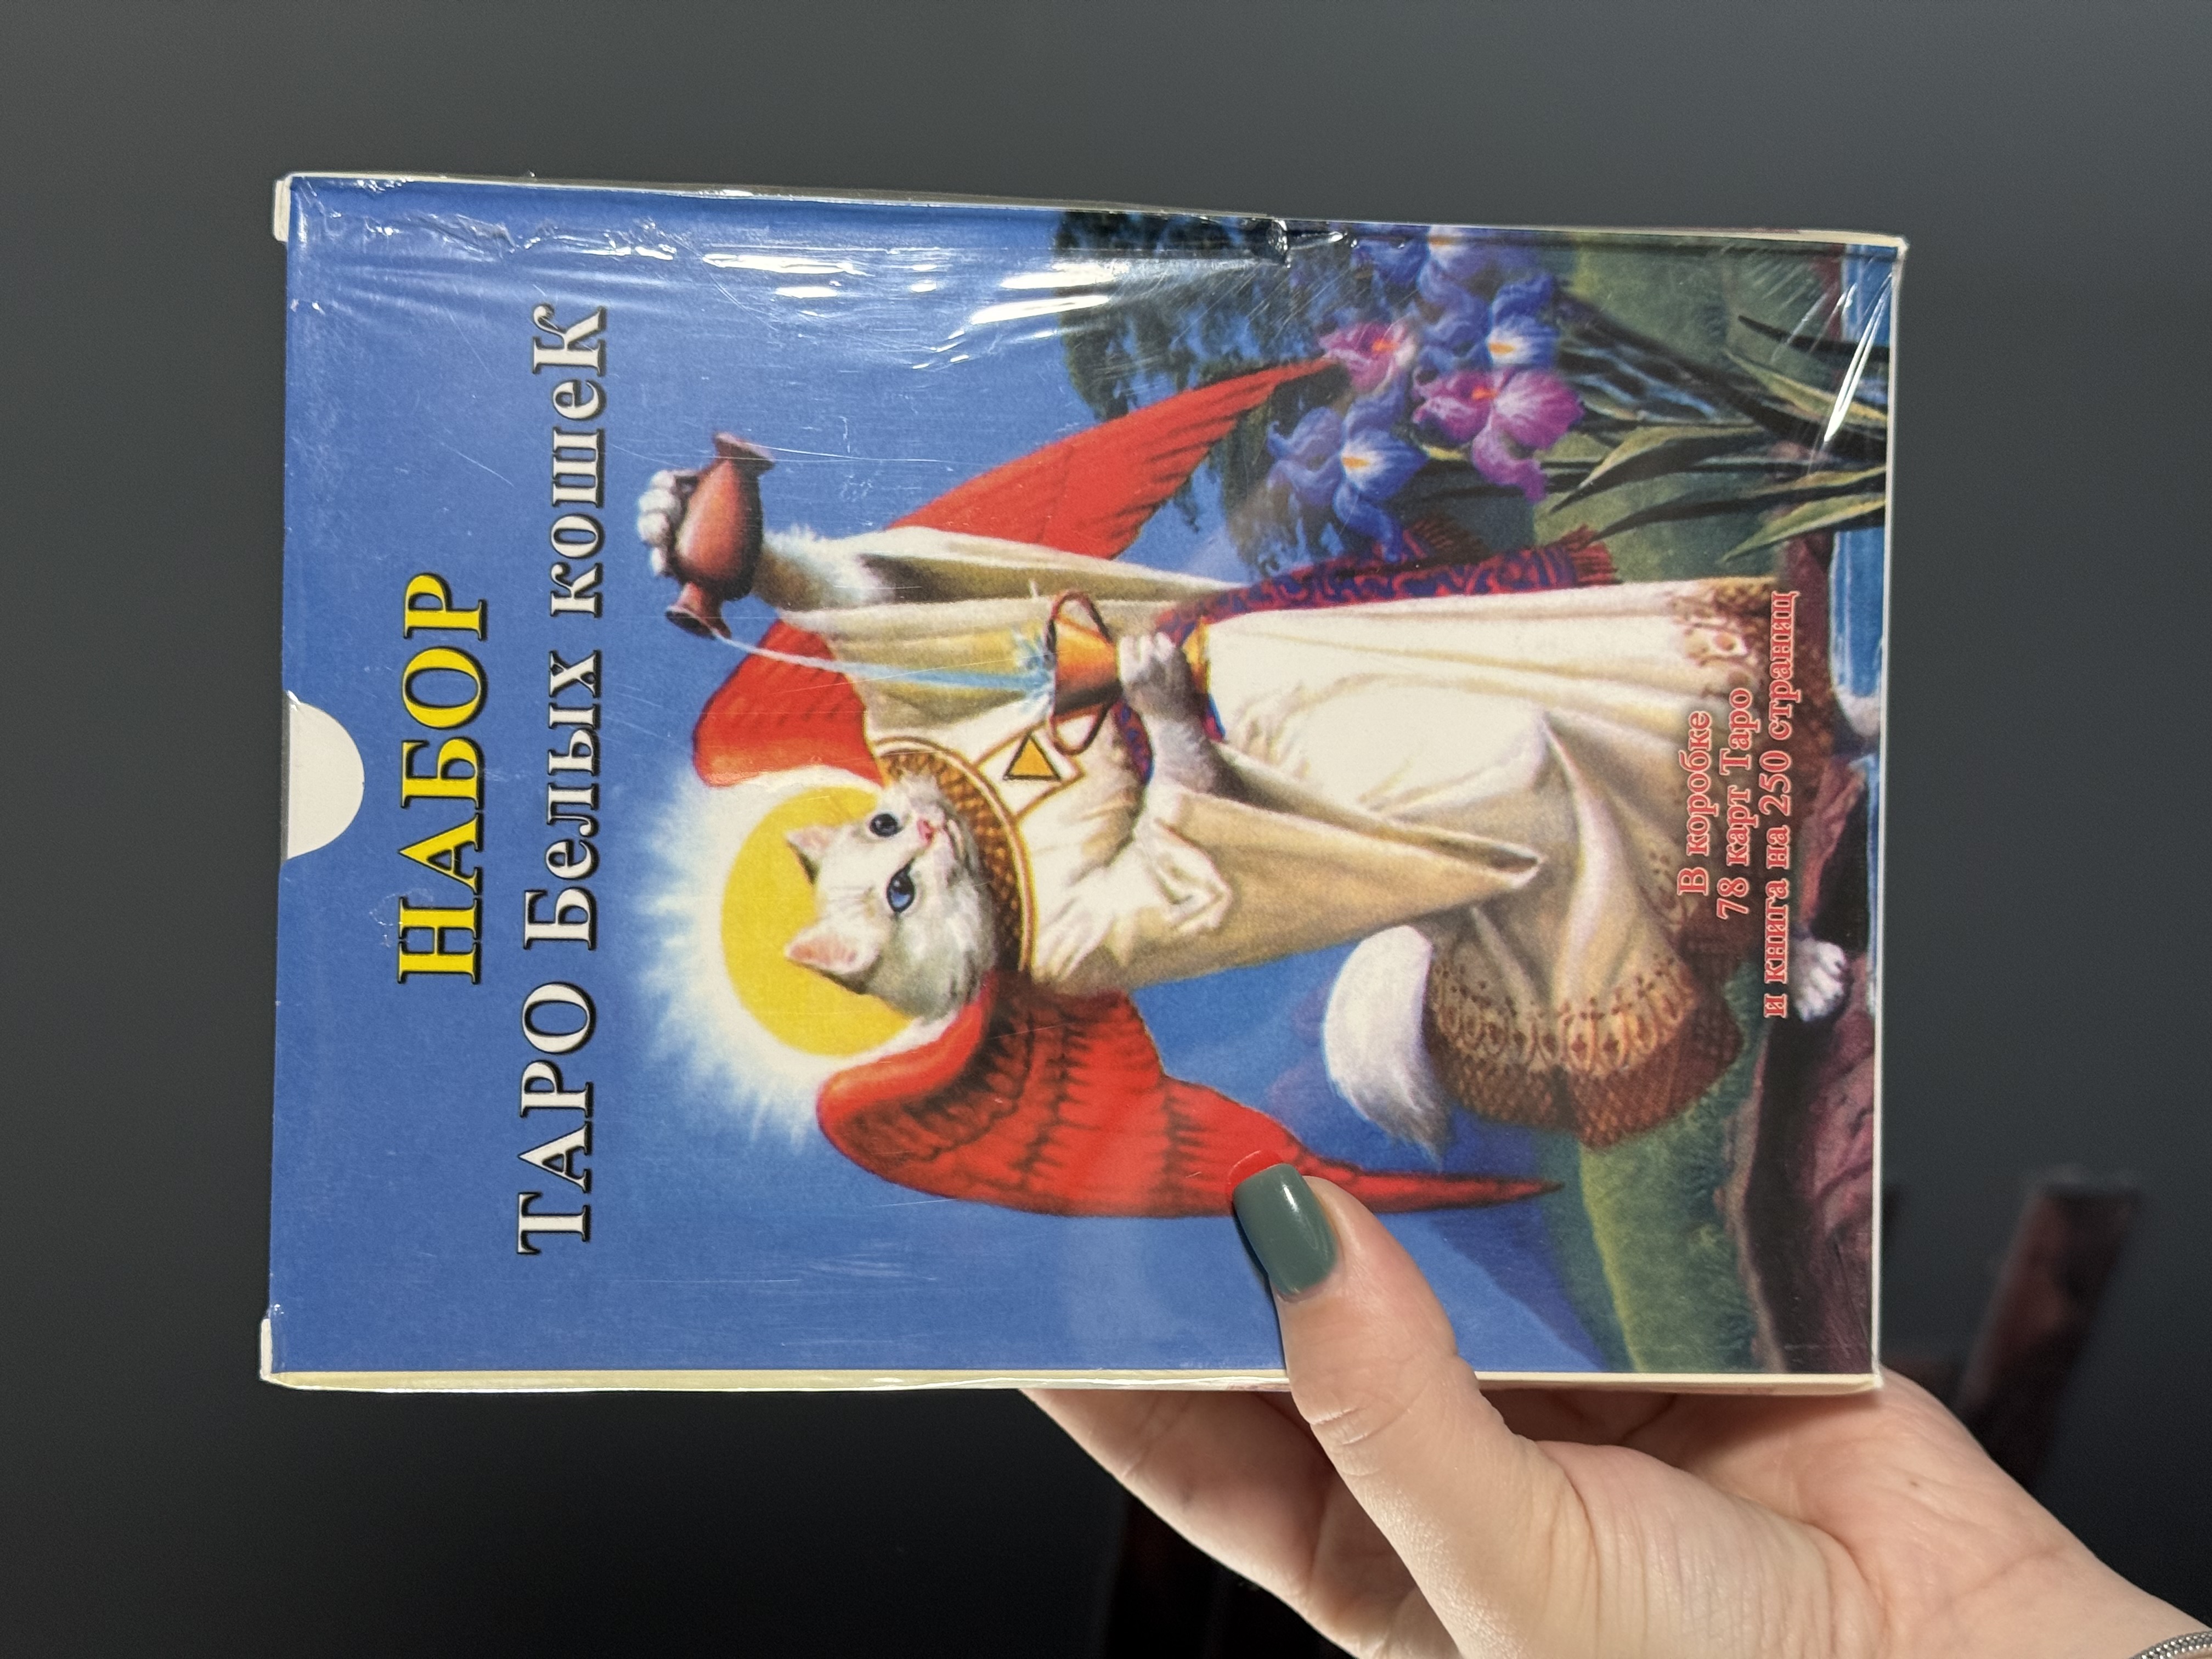 НАБОР
ТАРО Белых кошеК
В коробке
78 карт Таро
и книга на 250 страниц